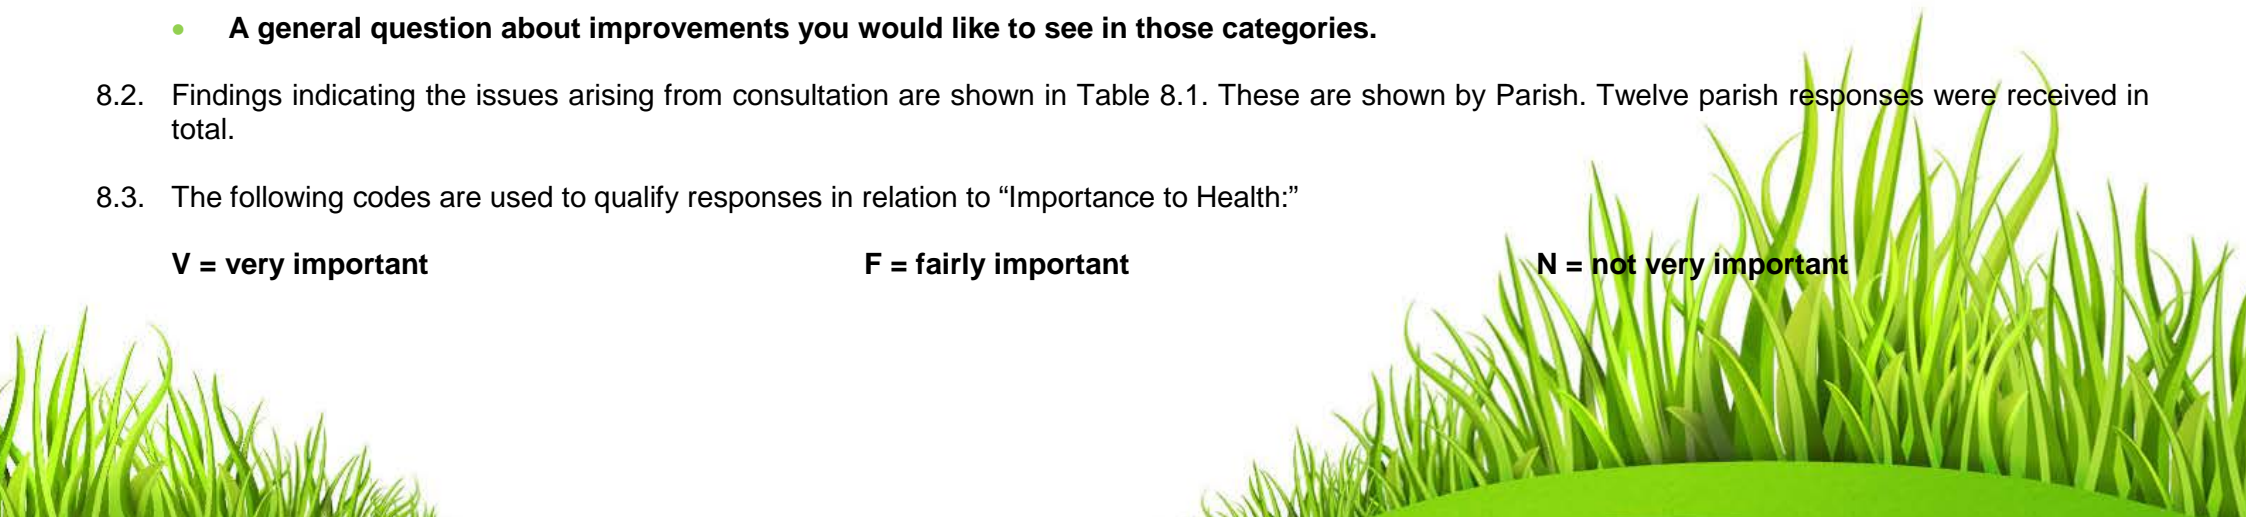 • A general question about improvements you would like to see in those categories.
8.2. Findings indicating the issues arising from consultation are shown in Table 8.1. These are shown by Parish. Twelve parish responses were received in
total.
8.3. The following codes are used to qualify responses in relation to “Importance to Health:”
V = very important F = fairly important N = not very important